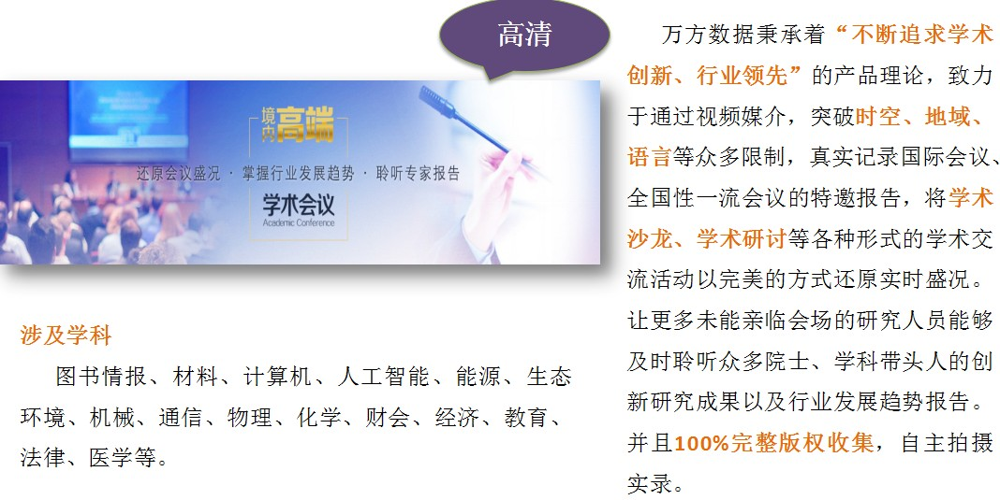 高清
境内高端
还原会议盛况 · 掌握行业发展趋势 · 聆听专家报告
学术会议
Academic Conference
涉及学科
图书情报、材料、计算机、人工智能、能源、生态
环境、机械、通信、物理、化学、财会、经济、教育、
法律、医学等。
万方数据秉承着“不断追求学术
创新、行业领先”的产品理论，致力
于通过视频媒介，突破时空、地域、
语言等众多限制，真实记录国际会议、
全国性一流会议的特邀报告，将学术
沙龙、学术研讨等各种形式的学术交
流活动以完美的方式还原实时盛况。
让更多未能亲临会场的研究人员能够
及时聆听众多院士、学科带头人的创
新研究成果以及行业发展趋势报告。
并且100%完整版权收集，自主拍摄
实录。